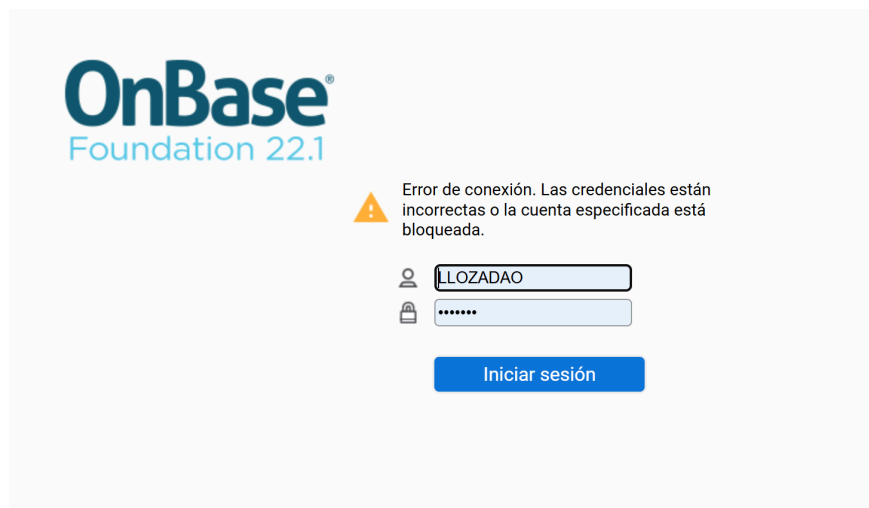 OnBase®
Foundation 22.1
Error de conexión. Las credenciales están
incorrectas o la cuenta especificada está
bloqueada.
LLOZADAO
•••••••
Iniciar sesión